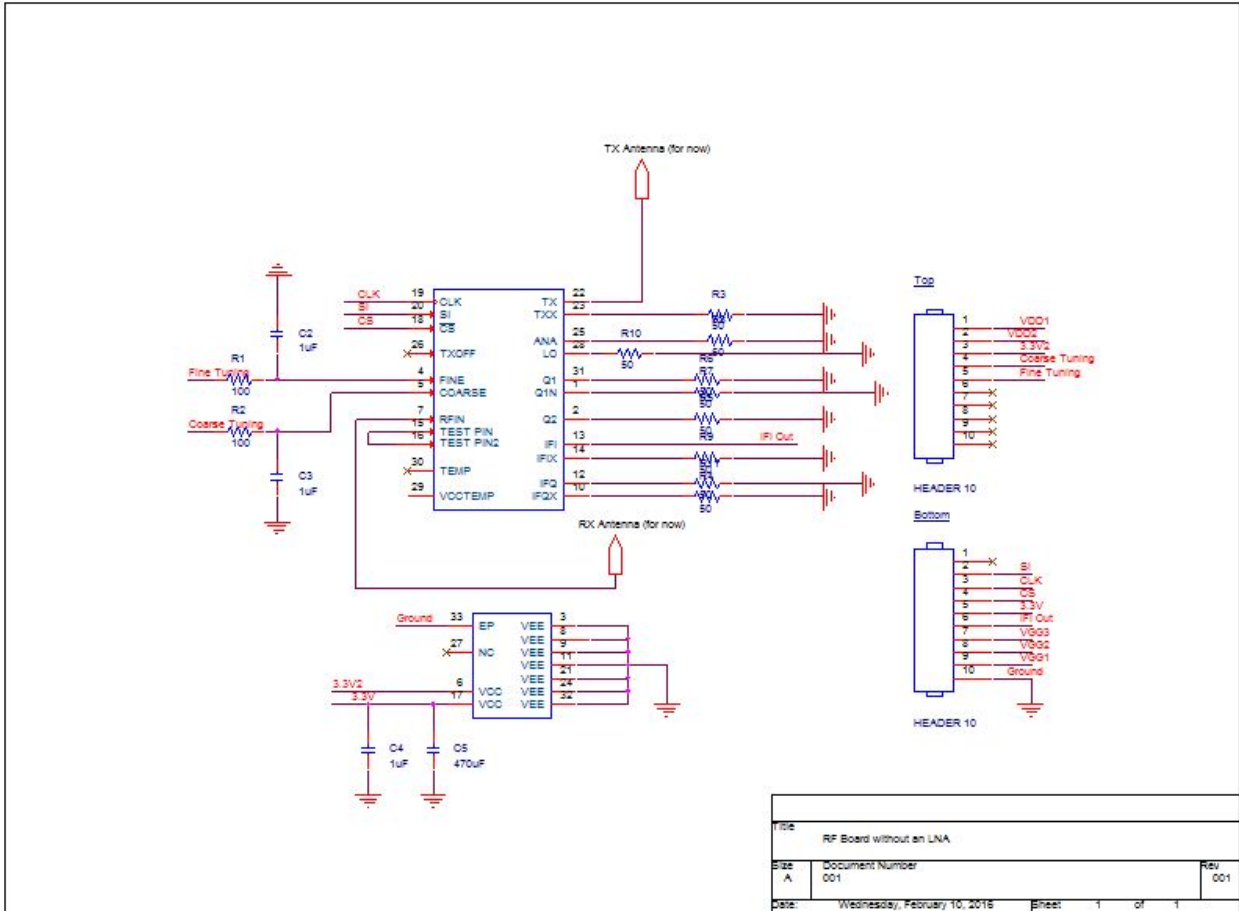 TX Antenna (for now)
CLK 19 CLK
SI 20 SI
CS 18 CS
26 TXOFF
Fine Tuning R1 100 4 FINE
5 COARSE
Coarse Tuning R2 100
C2 1uF
C3 1uF
7 RFIN
15 TEST PIN
16 TEST PIN2
30 TEMP
29 VCCTEMP
TX 22
TXX 23 R3 50
ANA 25 50
LO 28 R10 50
Q1 31 R6
Q1N 1 R7
Q2 2 50
IFI 13 IFI Out
IFIX 14 R9
IFQ 12
IFQX 10 50
RX Antenna (for now)
Ground 33 EP
27 NC
3.3V2 6 VCC
3.3V 17 VCC
VEE 3
VEE 8
VEE 9
VEE 11
VEE 21
VEE 24
VEE 32
C4 1uF
C5 470uF
Top
1 VDD1
2 VDD2
3 3.3V2
4 Coarse Tuning
5 Fine Tuning
6
7
8
9
10
HEADER 10
Bottom
1
2 SI
3 CLK
4 CS
5 3.3V
6 IFI Out
7 VGG3
8 VGG2
9 VGG1
10 Ground
HEADER 10
Title
RF Board without an LNA
Size Document Number Rev
A 001 001
Date: Wednesday, February 10, 2016 Sheet 1 of 1